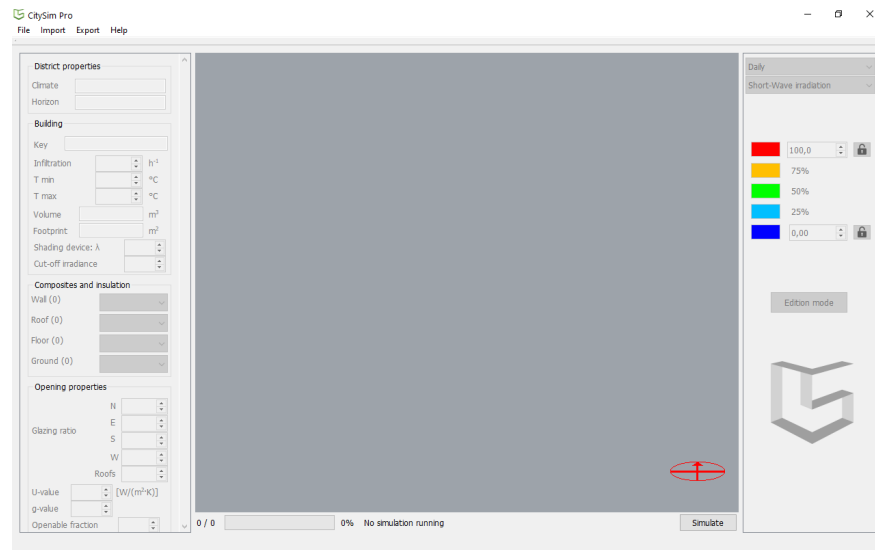 CitySim Pro
File Import Export Help
District properties
Climate
Horizon
Building
Key
Infiltration h⁻¹
T min °C
T max °C
Volume m³
Footprint m²
Shading device: λ
Cut-off irradiance
Composites and insulation
Wall (0)
Roof (0)
Floor (0)
Ground (0)
Opening properties
Glazing ratio
N
E
S
W
Roofs
U-value [W/(m²·K)]
g-value
Openable fraction
0 / 0 0% No simulation running Simulate
Daily
Short-Wave irradiation
100,0
75%
50%
25%
0,00
Edition mode